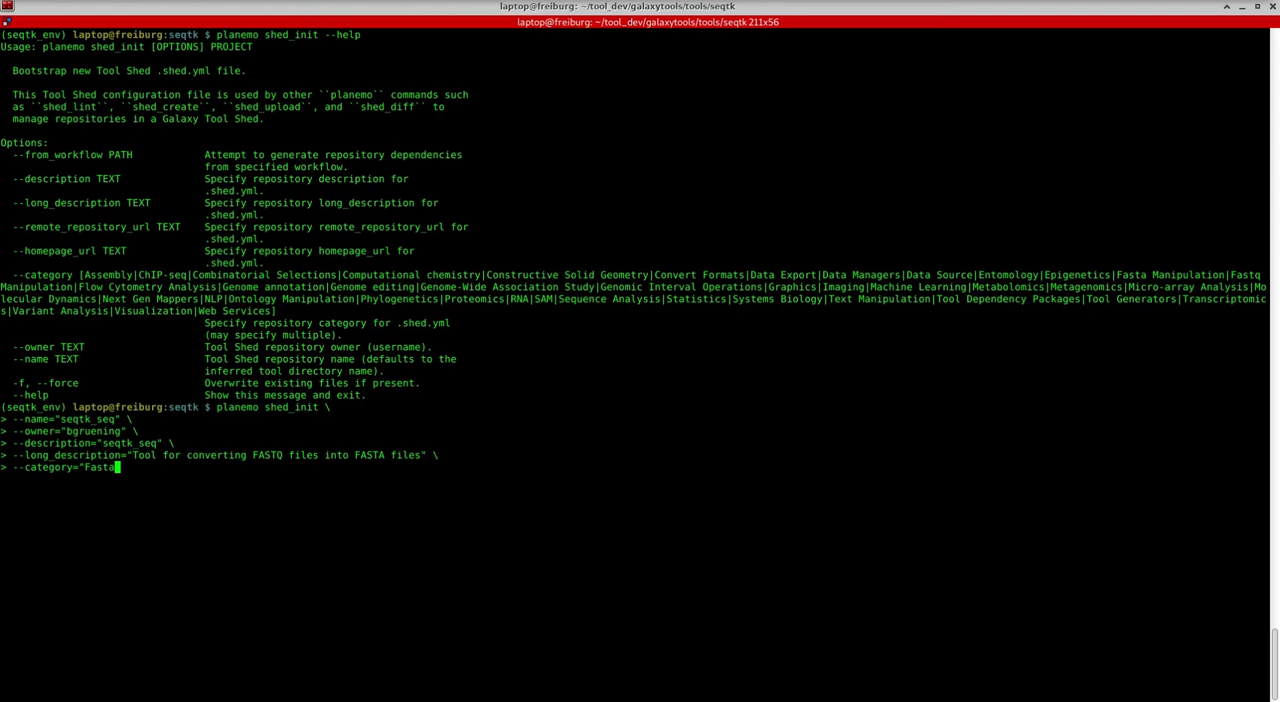 laptop@freiburg: ~/tool_dev/galaxytools/tools/seqtk
laptop@freiburg: ~/tool_dev/galaxytools/tools/seqtk 211x56
(seqtk_env) laptop@freiburg:seqtk $ planemo shed_init --help
Usage: planemo shed_init [OPTIONS] PROJECT
Bootstrap new Tool Shed .shed.yml file.
This Tool Shed configuration file is used by other ``planemo`` commands such
as ``shed_lint``, ``shed_create``, ``shed_upload``, and ``shed_diff`` to
manage repositories in a Galaxy Tool Shed.
Options:
--from_workflow PATH Attempt to generate repository dependencies
from specified workflow.
--description TEXT Specify repository description for
.shed.yml.
--long_description TEXT Specify repository long_description for
.shed.yml.
--remote_repository_url TEXT Specify repository remote_repository_url for
.shed.yml.
--homepage_url TEXT Specify repository homepage_url for
.shed.yml.
--category [Assembly|ChIP-seq|Combinatorial Selections|Computational chemistry|Constructive Solid Geometry|Convert Formats|Data Export|Data Managers|Data Source|Entomology|Epigenetics|Fasta Manipulation|Fastq
Manipulation|Flow Cytometry Analysis|Genome annotation|Genome editing|Genome-Wide Association Study|Genomic Interval Operations|Graphics|Imaging|Machine Learning|Metabolomics|Metagenomics|Micro-array Analysis|Mo
lecular Dynamics|Next Gen Mappers|NLP|Ontology Manipulation|Phylogenetics|Proteomics|RNA|SAM|Sequence Analysis|Statistics|Systems Biology|Text Manipulation|Tool Dependency Packages|Tool Generators|Transcriptomic
s|Variant Analysis|Visualization|Web Services]
Specify repository category for .shed.yml
(may specify multiple).
--owner TEXT Tool Shed repository owner (username).
--name TEXT Tool Shed repository name (defaults to the
inferred tool directory name).
-f, --force Overwrite existing files if present.
--help Show this message and exit.
(seqtk_env) laptop@freiburg:seqtk $ planemo shed_init \
> --name="seqtk_seq" \
> --owner="bgruening" \
> --description="seqtk_seq" \
> --long_description="Tool for converting FASTQ files into FASTA files" \
> --category="Fasta